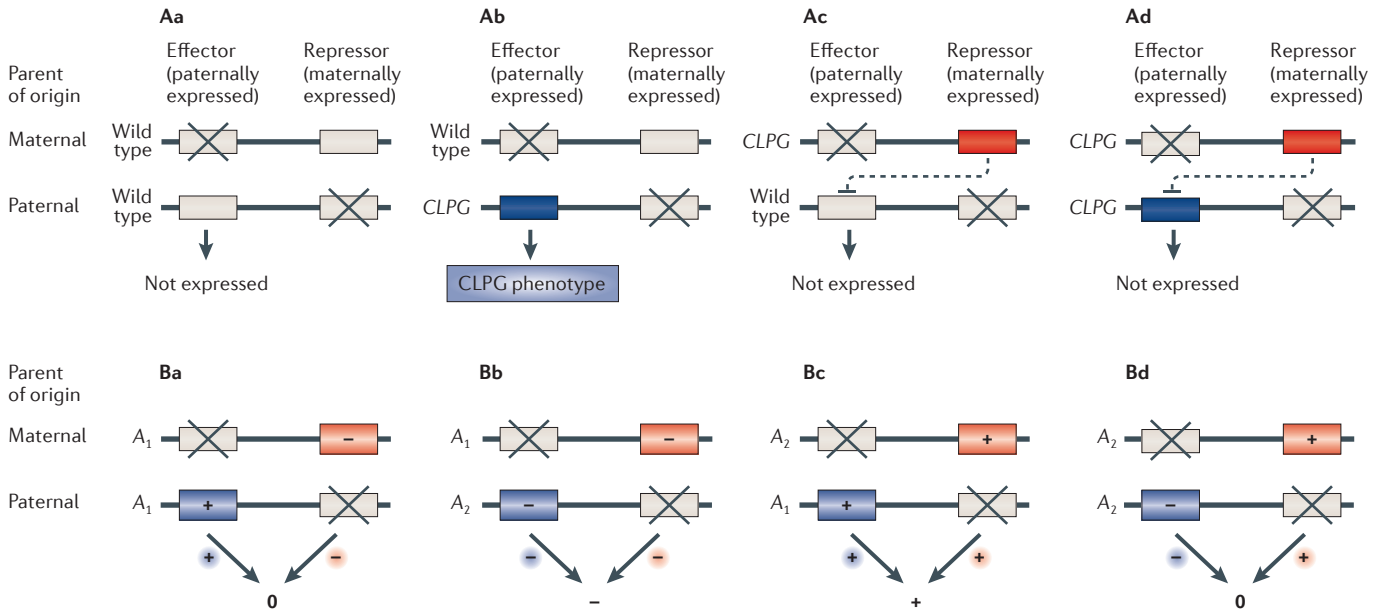 Aa Ab Ac Ad
Effector Repressor Effector Repressor Effector Repressor Effector Repressor
Parent (paternally (maternally (paternally (maternally (paternally (maternally (paternally (maternally
of origin expressed) expressed) expressed) expressed) expressed) expressed) expressed) expressed)
Maternal Wild type Wild type CLPG CLPG
Paternal Wild type CLPG Wild type CLPG
Not expressed CLPG phenotype Not expressed Not expressed
Parent Ba Bb Bc Bd
of origin
Maternal A1 − A1 − A2 + A2 +
Paternal A1 + A2 − A1 + A2 −
+ − − − + + − +
0 − + 0